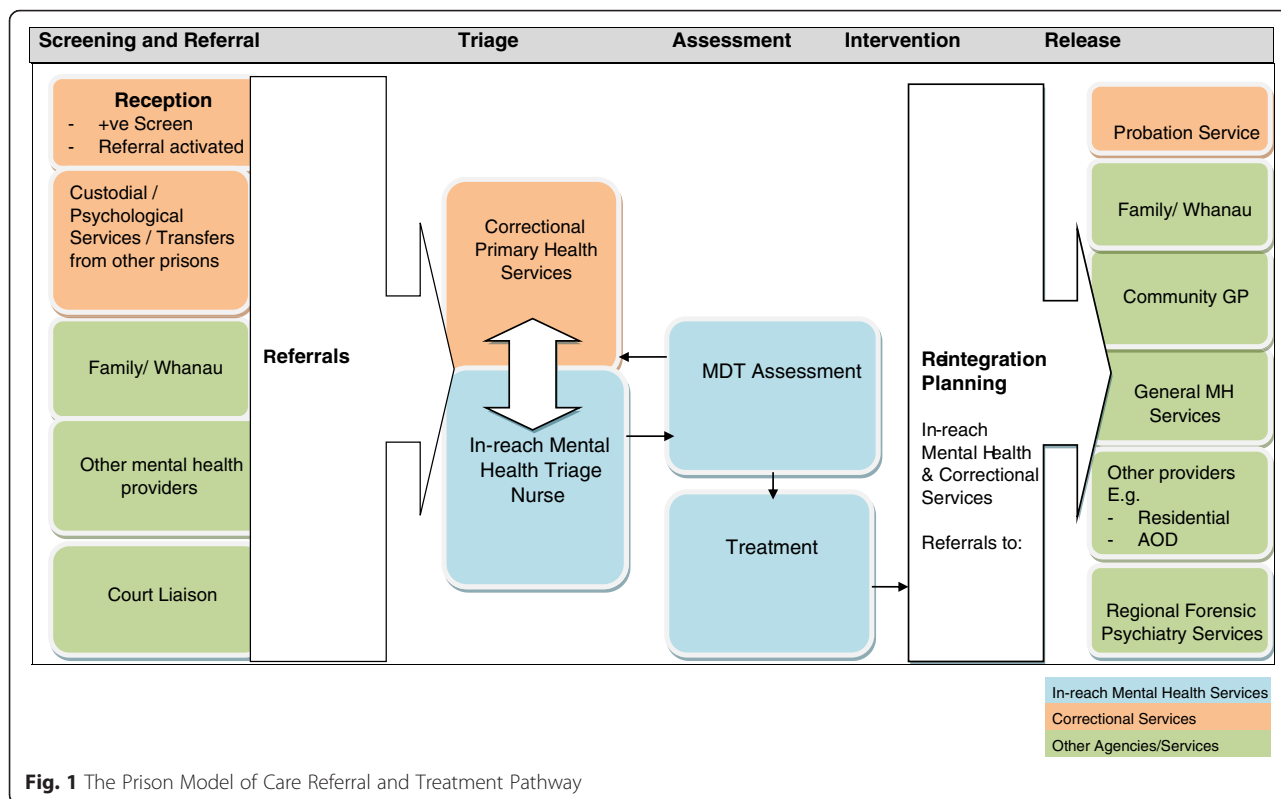 Screening and Referral
Triage
Assessment
Intervention
Release
Reception
- +ve Screen
- Referral activated
Custodial /
Psychological
Services / Transfers
from other prisons
Family/ Whanau
Other mental health
providers
Court Liaison
Referrals
Correctional
Primary Health
Services
In-reach Mental
Health Triage
Nurse
MDT Assessment
Treatment
Reintegration
Planning
In-reach
Mental Health
& Correctional
Services
Referrals to:
Probation Service
Family/ Whanau
Community GP
General MH
Services
Other providers
E.g.
- Residential
- AOD
Regional Forensic
Psychiatry Services
In-reach Mental Health Services
Correctional Services
Other Agencies/Services
Fig. 1 The Prison Model of Care Referral and Treatment Pathway